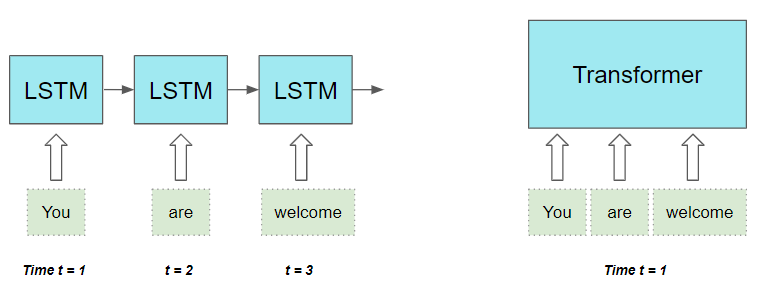 LSTM LSTM LSTM
You are welcome
Time t = 1 t = 2 t = 3
Transformer
You are welcome
Time t = 1